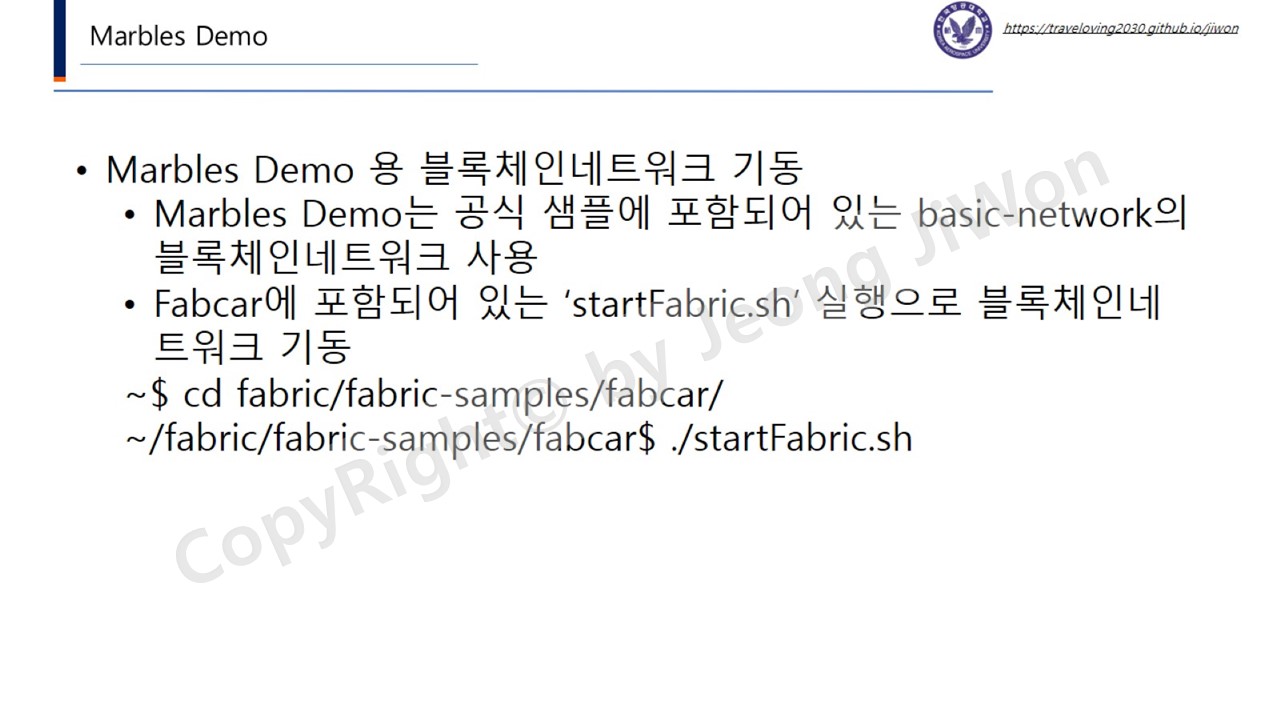 Marbles Demo
https://traveloving2030.github.io/jiwon
• Marbles Demo 용 블록체인네트워크 기동
• Marbles Demo는 공식 샘플에 포함되어 있는 basic-network의
블록체인네트워크 사용
• Fabcar에 포함되어 있는 ‘startFabric.sh’ 실행으로 블록체인네
트워크 기동
~$ cd fabric/fabric-samples/fabcar/
~/fabric/fabric-samples/fabcar$ ./startFabric.sh
CopyRight© by Jeong JiWon